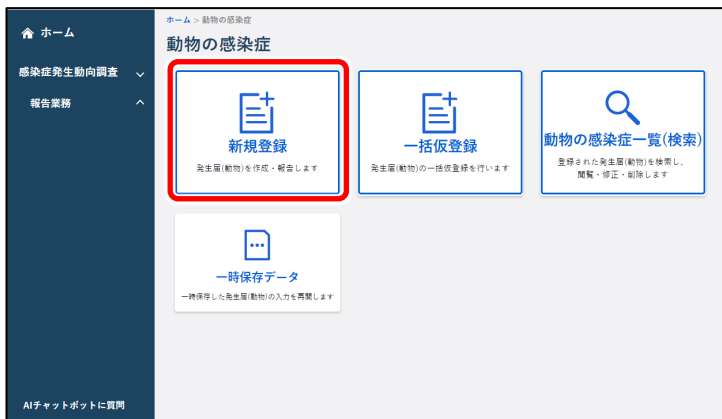 ホーム
感染症発生動向調査
報告業務
AIチャットボットに質問
ホーム > 動物の感染症
動物の感染症
新規登録
発生届(動物)を作成・報告します
一括仮登録
発生届(動物)の一括仮登録を行います
動物の感染症一覧(検索)
登録された発生届(動物)を検索し、
閲覧・修正・削除します
一時保存データ
一時保存した発生届(動物)の入力を再開します